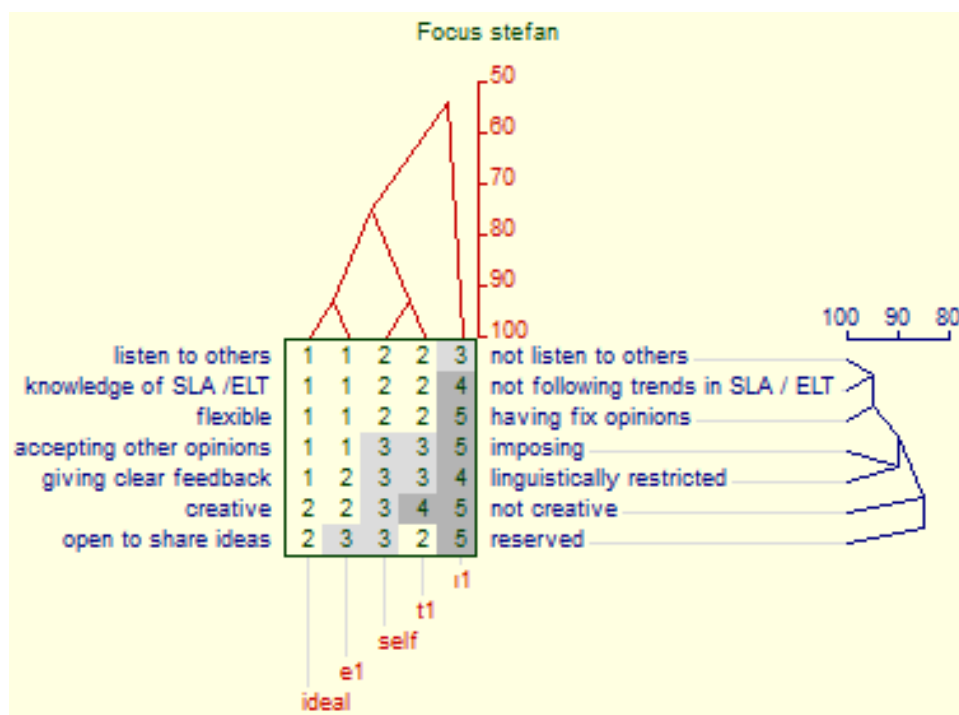 Focus stefan
50
60
70
80
90
100
100 90 80
listen to others 1 1 2 2 3 not listen to others
knowledge of SLA /ELT 1 1 2 2 4 not following trends in SLA / ELT
flexible 1 1 2 2 5 having fix opinions
accepting other opinions 1 1 3 3 5 imposing
giving clear feedback 1 2 3 3 4 linguistically restricted
creative 2 2 3 4 5 not creative
open to share ideas 2 3 3 2 5 reserved
ı1
t1
self
e1
ideal